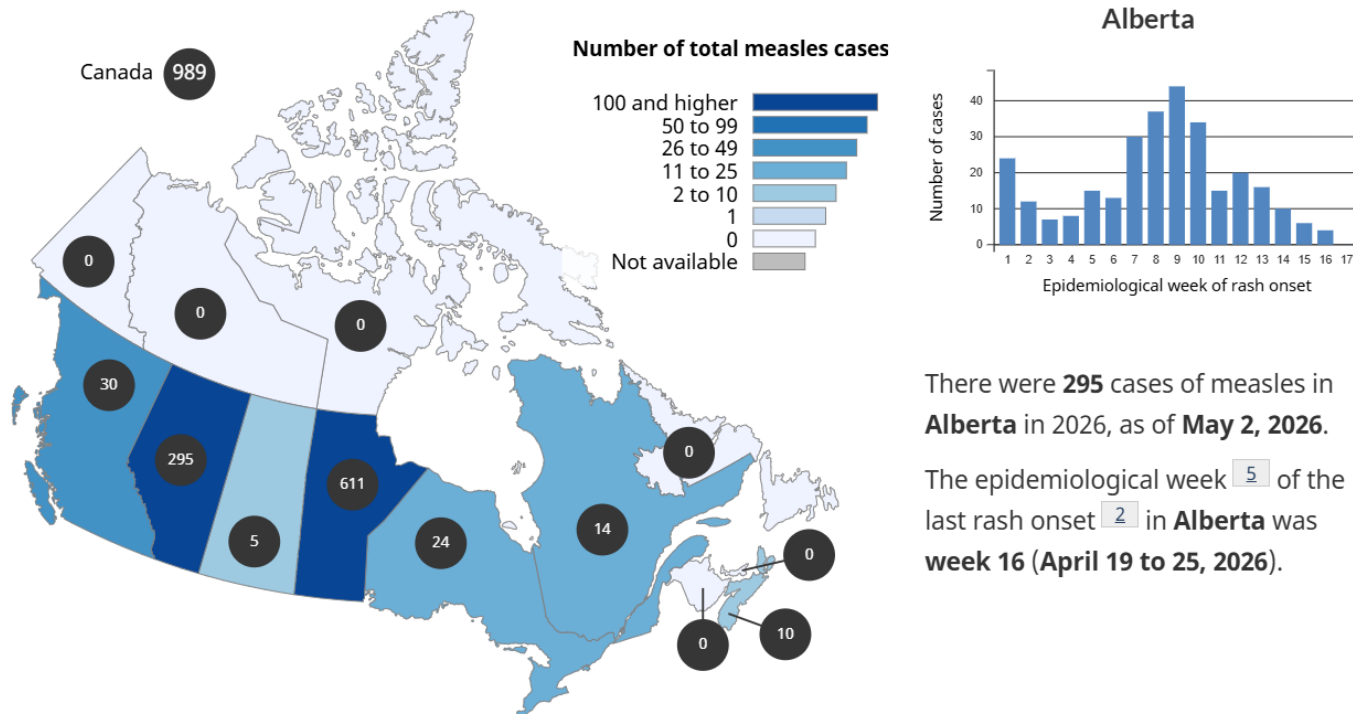 Canada 989
Number of total measles cases
100 and higher
50 to 99
26 to 49
11 to 25
2 to 10
1
0
Not available
0
0
0
30
295
5
611
24
14
0
0
0
10
Alberta
Number of cases
40
30
20
10
0
1 2 3 4 5 6 7 8 9 10 11 12 13 14 15 16 17
Epidemiological week of rash onset
There were 295 cases of measles in
Alberta in 2026, as of May 2, 2026.
The epidemiological week 5 of the
last rash onset 2 in Alberta was
week 16 (April 19 to 25, 2026).